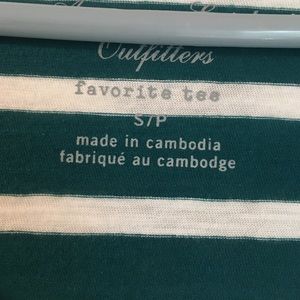 Outfitters
favorite tee
S/P
made in cambodia
fabriqué au cambodge